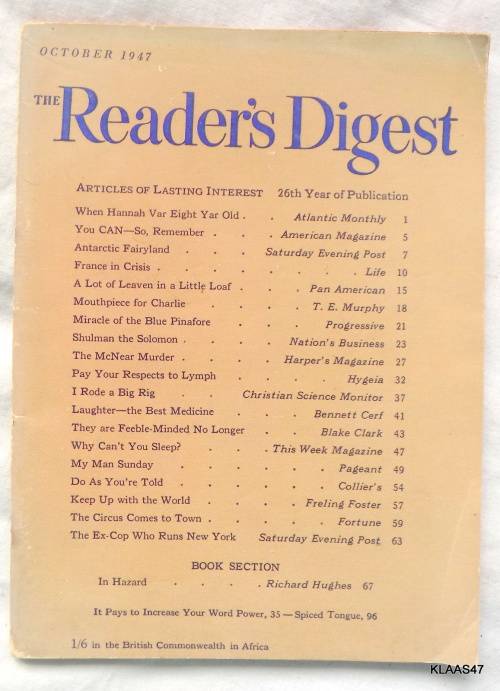 OCTOBER 1947
THE Reader's Digest
ARTICLES OF LASTING INTEREST 26th Year of Publication
When Hannah Var Eight Yar Old . . Atlantic Monthly 1
You CAN—So, Remember . . . American Magazine 5
Antarctic Fairyland . . . Saturday Evening Post 7
France in Crisis . . . . . . . . Life 10
A Lot of Leaven in a Little Loaf . . . Pan American 15
Mouthpiece for Charlie . . . . T. E. Murphy 18
Miracle of the Blue Pinafore . . . Progressive 21
Shulman the Solomon . . . . Nation's Business 23
The McNear Murder . . . . Harper's Magazine 27
Pay Your Respects to Lymph . . . . Hygeia 32
I Rode a Big Rig . . Christian Science Monitor 37
Laughter—the Best Medicine . . . Bennett Cerf 41
They are Feeble-Minded No Longer . . Blake Clark 43
Why Can't You Sleep? . . . This Week Magazine 47
My Man Sunday . . . . . . Pageant 49
Do As You're Told . . . . . Collier's 54
Keep Up with the World . . . . Freling Foster 57
The Circus Comes to Town . . . . . Fortune 59
The Ex-Cop Who Runs New York Saturday Evening Post 63
BOOK SECTION
In Hazard . . . . Richard Hughes 67
It Pays to Increase Your Word Power, 35 — Spiced Tongue, 96
1/6 in the British Commonwealth in Africa
KLAAS47